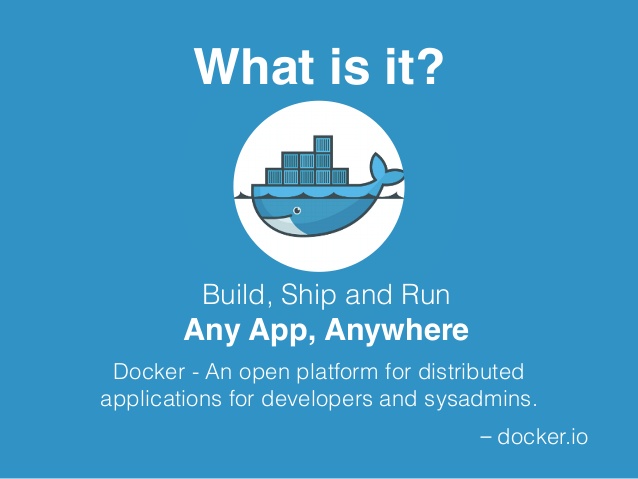 What is it?
Build, Ship and Run
Any App, Anywhere
Docker - An open platform for distributed
applications for developers and sysadmins.
– docker.io